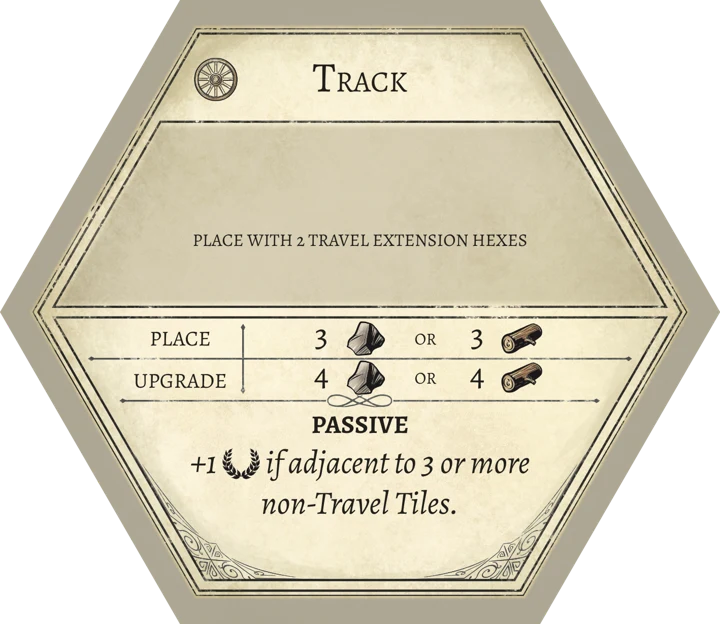 Track
PLACE WITH 2 TRAVEL EXTENSION HEXES
PLACE 3 OR 3
UPGRADE 4 OR 4
PASSIVE
+1 if adjacent to 3 or more
non-Travel Tiles.